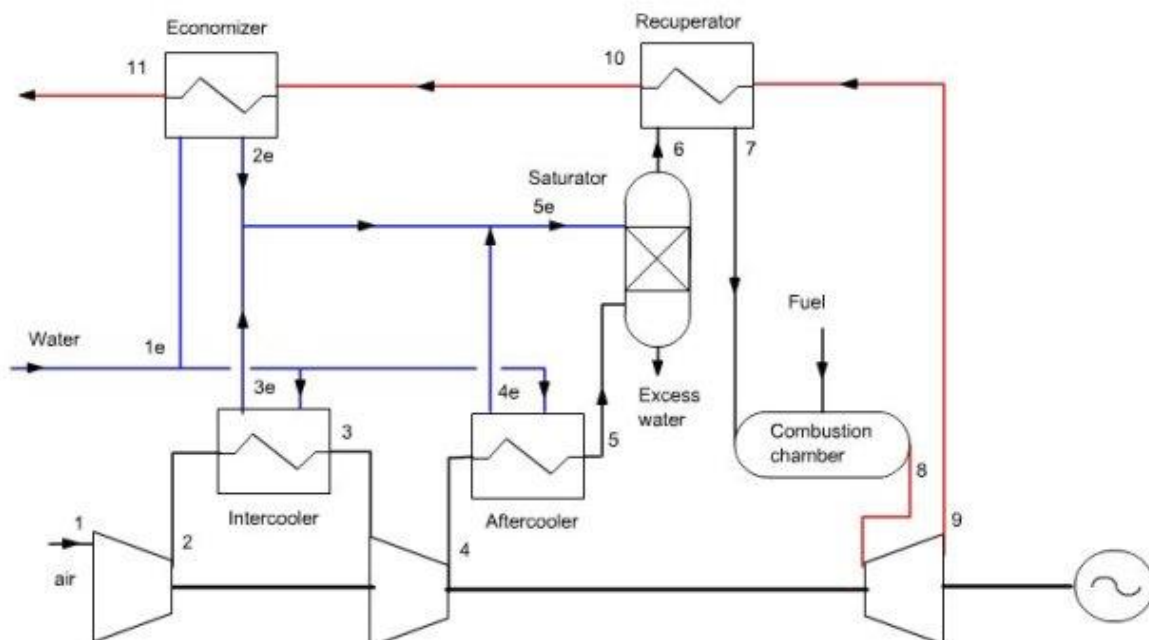 Economizer
Recuperator
11
10
2e
6
7
Saturator
5e
Fuel
Water
1e
3e
4e
Excess
water
3
5
Combustion
chamber
8
Intercooler
Aftercooler
1
2
4
9
air